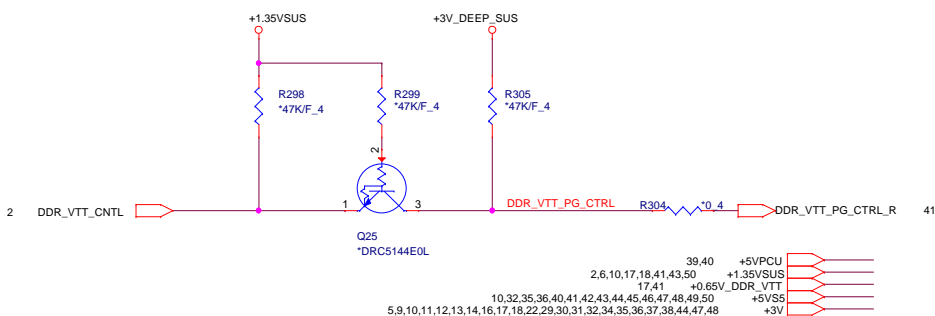 +1.35VSUS +3V_DEEP_SUS
R298 R299 R305
*47K/F_4 *47K/F_4 *47K/F_4
2
2 DDR_VTT_CNTL 1 3 DDR_VTT_PG_CTRL R304 *0_4 DDR_VTT_PG_CTRL_R 41
Q25
*DRC5144E0L
39,40 +5VPCU
2,6,10,17,18,41,43,50 +1.35VSUS
17,41 +0.65V_DDR_VTT
10,32,35,36,40,41,42,43,44,45,46,47,48,49,50 +5VS5
5,9,10,11,12,13,14,16,17,18,22,29,30,31,32,34,35,36,37,38,44,47,48 +3V